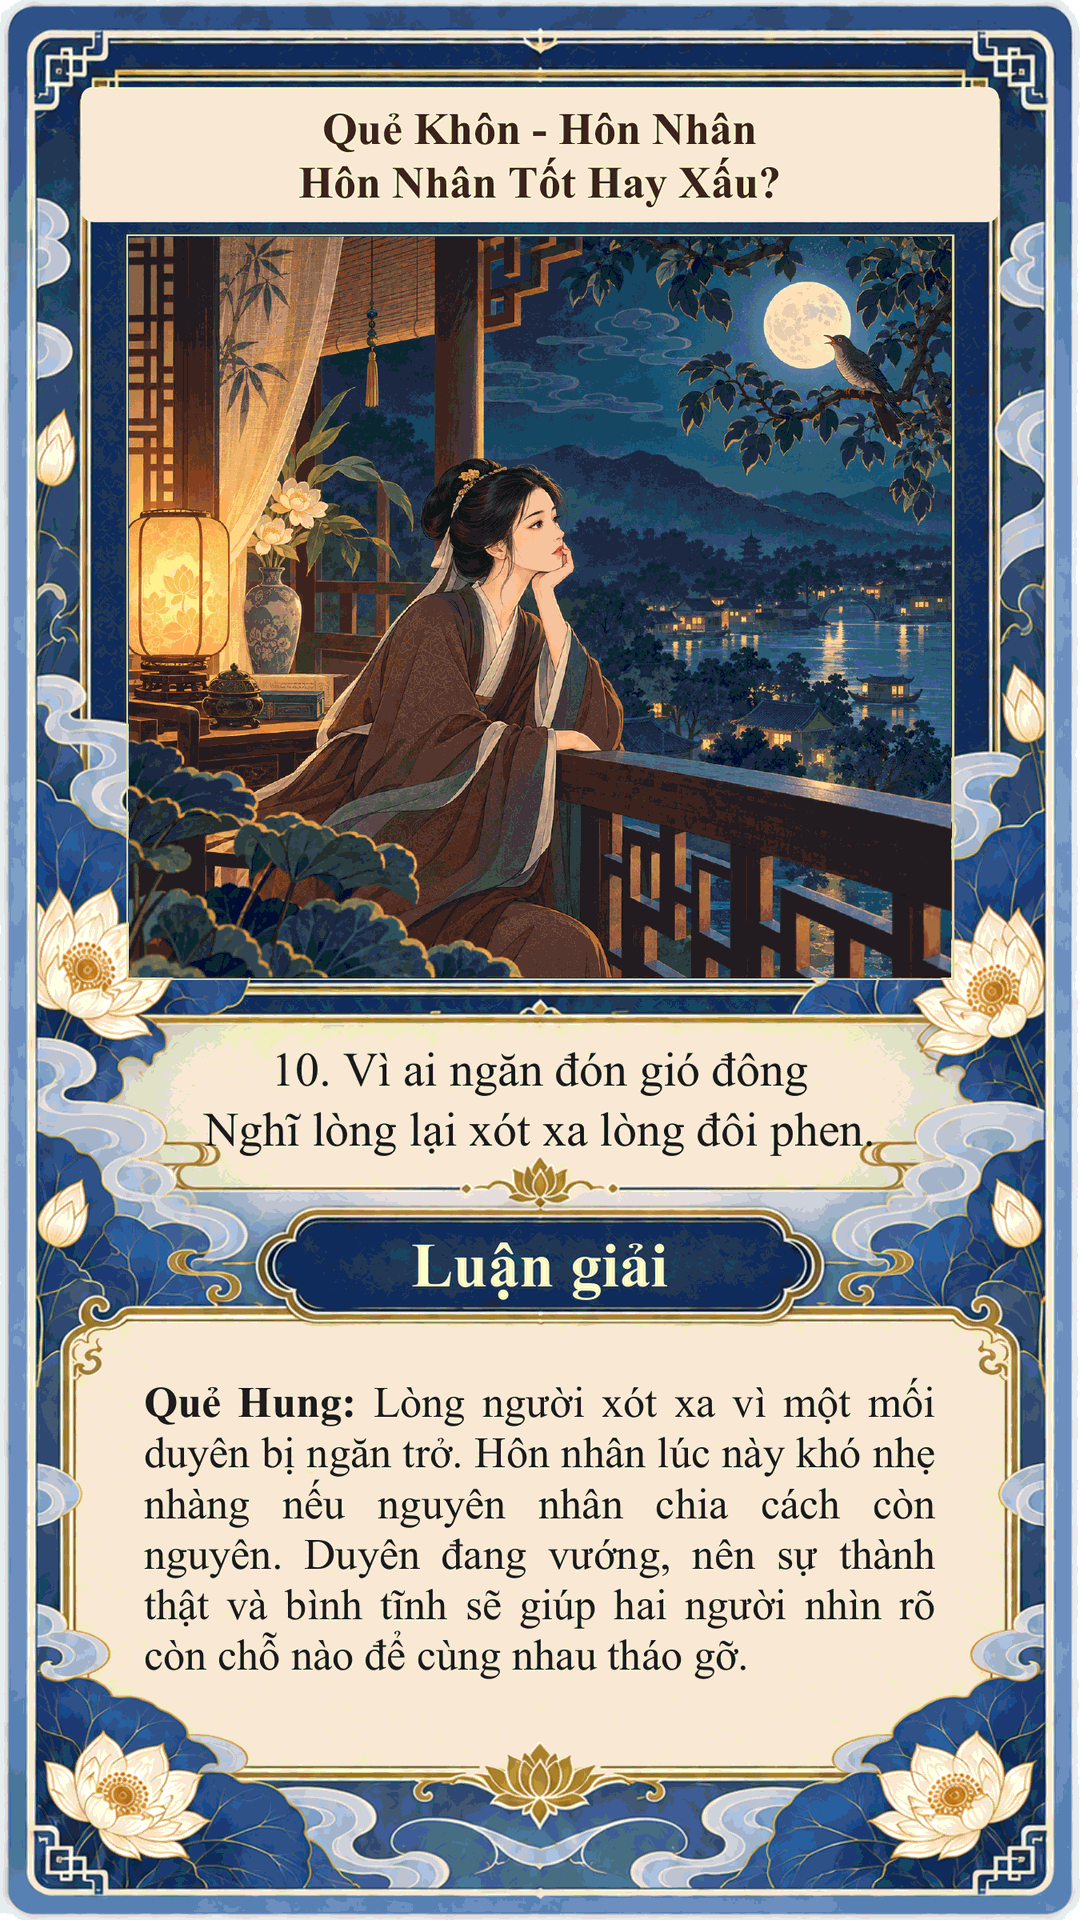 Quẻ Khôn - Hôn Nhân
Hôn Nhân Tốt Hay Xấu?
10. Vì ai ngăn đón gió đông
Nghĩ lòng lại xót xa lòng đôi phen.
Luận giải
Quẻ Hung: Lòng người xót xa vì một mối
duyên bị ngăn trở. Hôn nhân lúc này khó nhẹ
nhàng nếu nguyên nhân chia cách còn
nguyên. Duyên đang vướng, nên sự thành
thật và bình tĩnh sẽ giúp hai người nhìn rõ
còn chỗ nào để cùng nhau tháo gỡ.